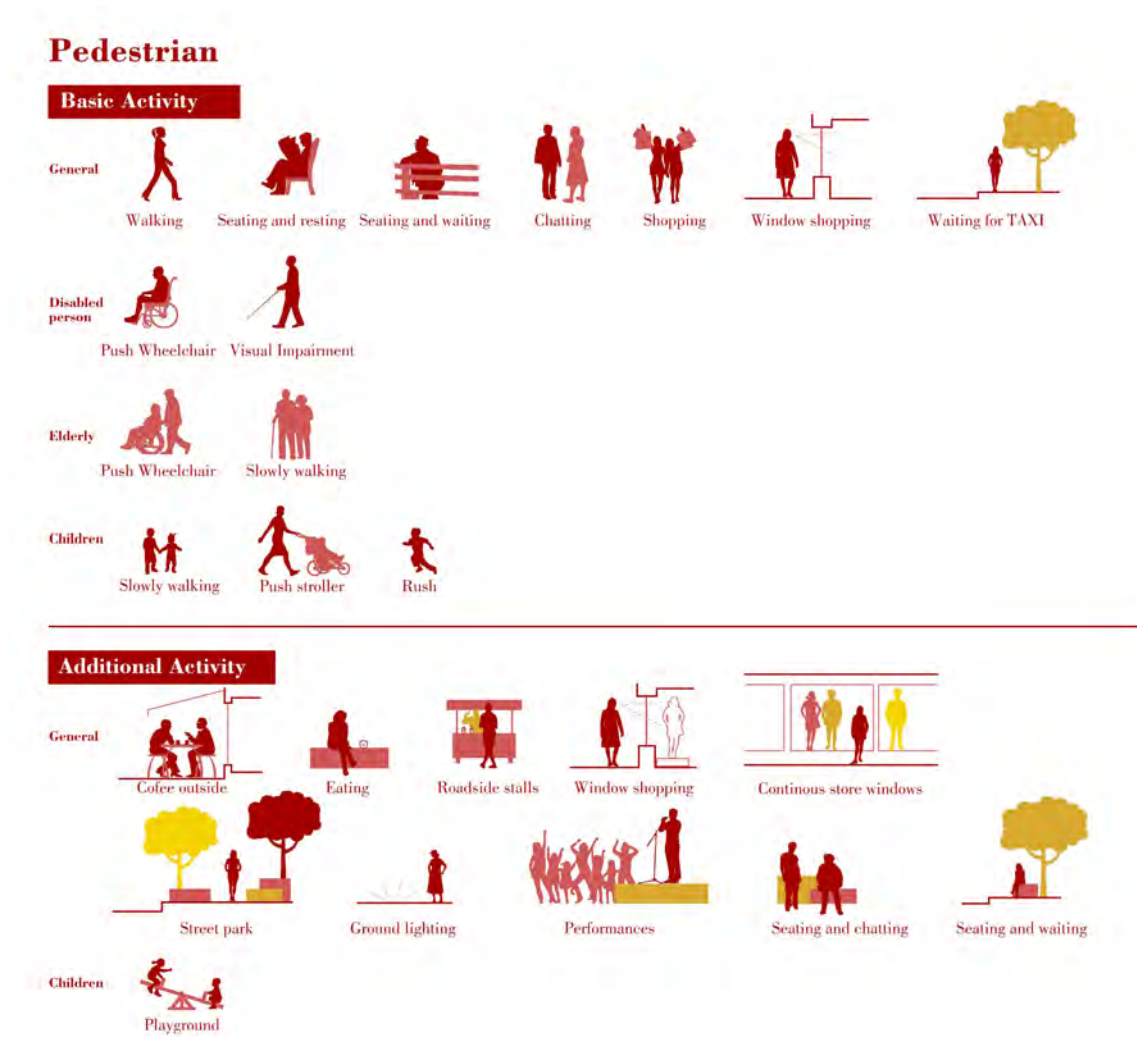 Pedestrian
Basic Activity
General
Walking
Seating and resting
Seating and waiting
Chatting
Shopping
Window shopping
Waiting for TAXI
Disabled
person
Push Wheelchair
Visual Impairment
Elderly
Push Wheelchair
Slowly walking
Children
Slowly walking
Push stroller
Rush
Additional Activity
General
Cofee outside
Eating
Roadside stalls
Window shopping
Continous store windows
Street park
Ground lighting
Performances
Seating and chatting
Seating and waiting
Children
Playground